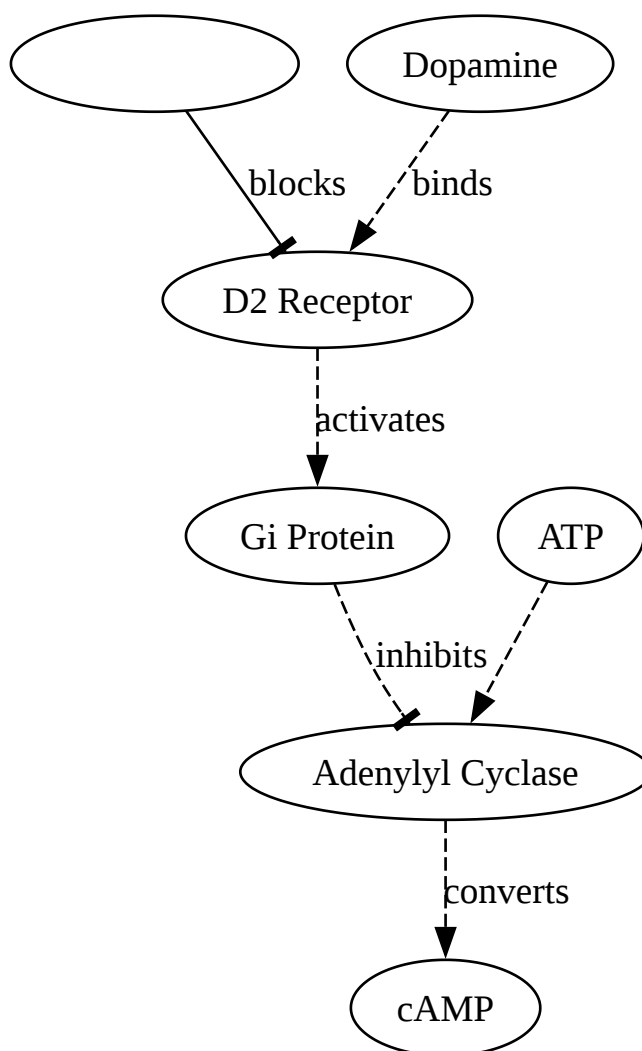 Dopamine
blocks
binds
D2 Receptor
activates
Gi Protein
ATP
inhibits
Adenylyl Cyclase
converts
cAMP